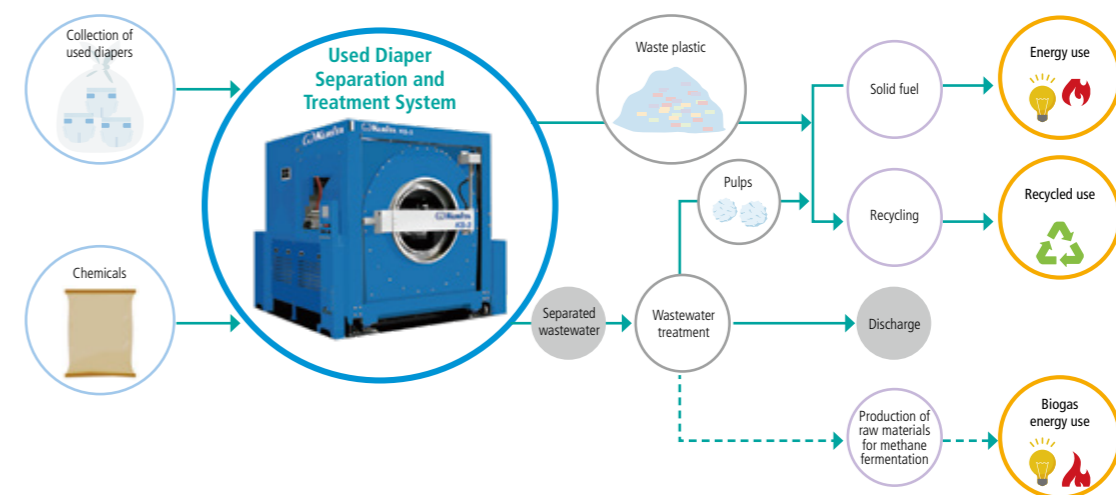 Collection of
used diapers
Chemicals
Used Diaper
Separation and
Treatment System
Waste plastic
Pulps
Separated
wastewater
Wastewater
treatment
Solid fuel
Recycling
Discharge
Production of
raw materials
for methane
fermentation
Energy use
Recycled use
Biogas
energy use